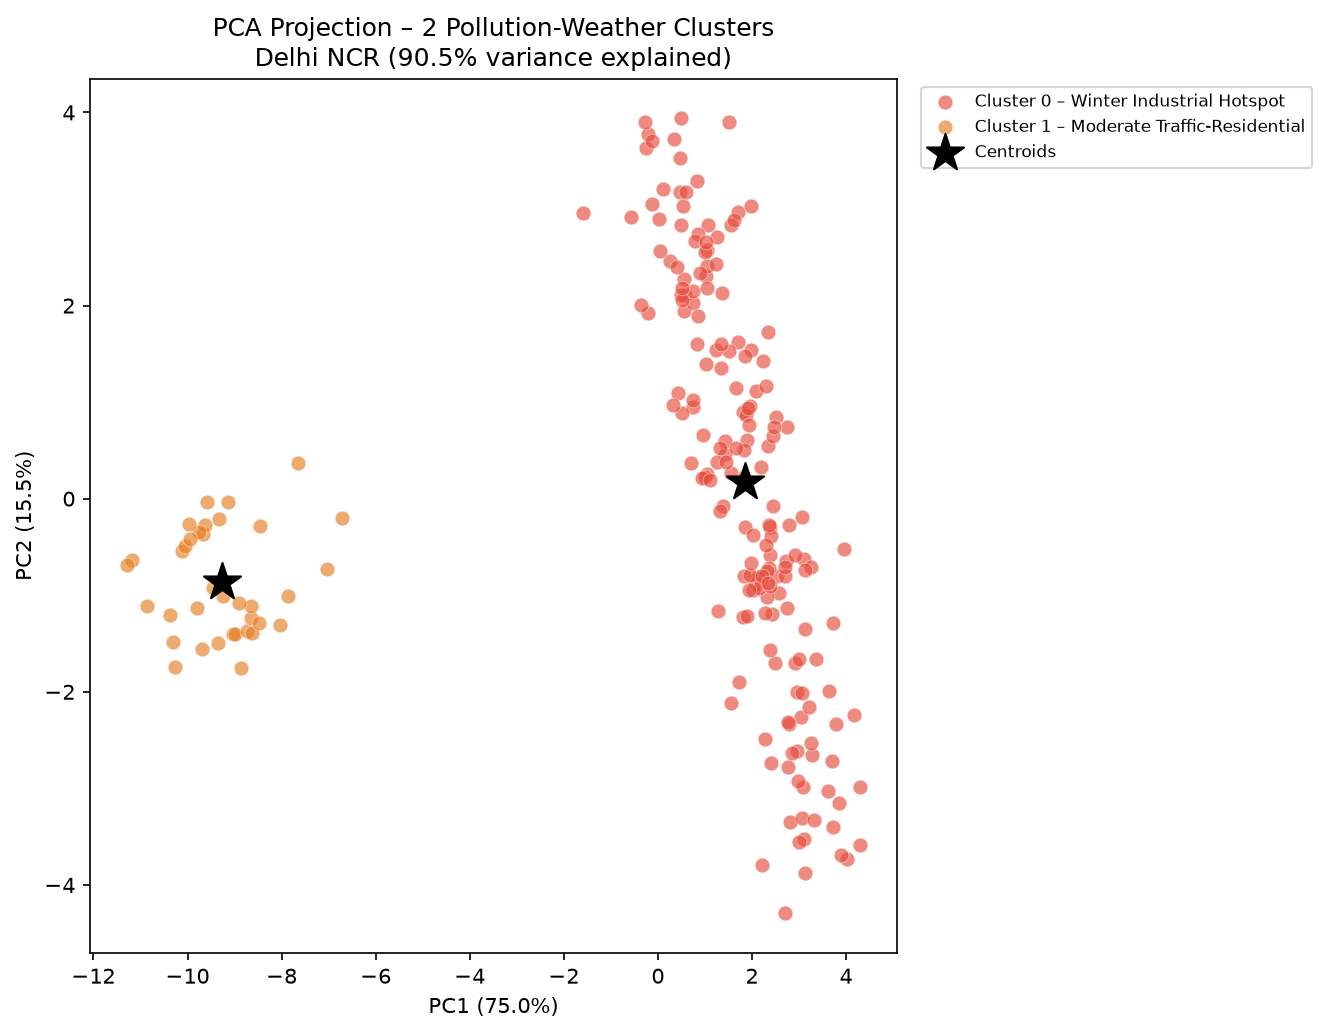 PCA Projection – 2 Pollution-Weather Clusters
Delhi NCR (90.5% variance explained)
Cluster 0 – Winter Industrial Hotspot
Cluster 1 – Moderate Traffic-Residential
Centroids
PC2 (15.5%)
4
2
0
−2
−4
−12
−10
−8
−6
−4
−2
0
2
4
PC1 (75.0%)